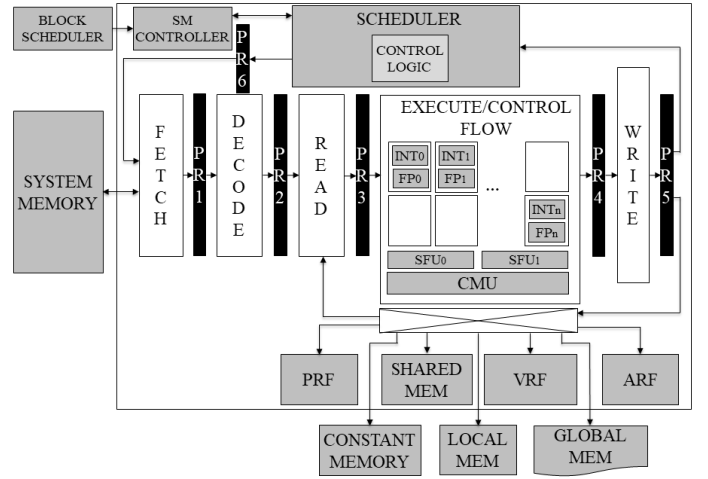 BLOCK
SCHEDULER
SM
CONTROLLER
SCHEDULER
CONTROL
LOGIC
PR6
SYSTEM
MEMORY
FETCH
PR1
DECODE
PR2
READ
PR3
EXECUTE/CONTROL
FLOW
INT0
FP0
INT1
FP1
...
INTn
FPn
SFU0
SFU1
CMU
PR4
WRITE
PR5
PRF
SHARED
MEM
VRF
ARF
CONSTANT
MEMORY
LOCAL
MEM
GLOBAL
MEM